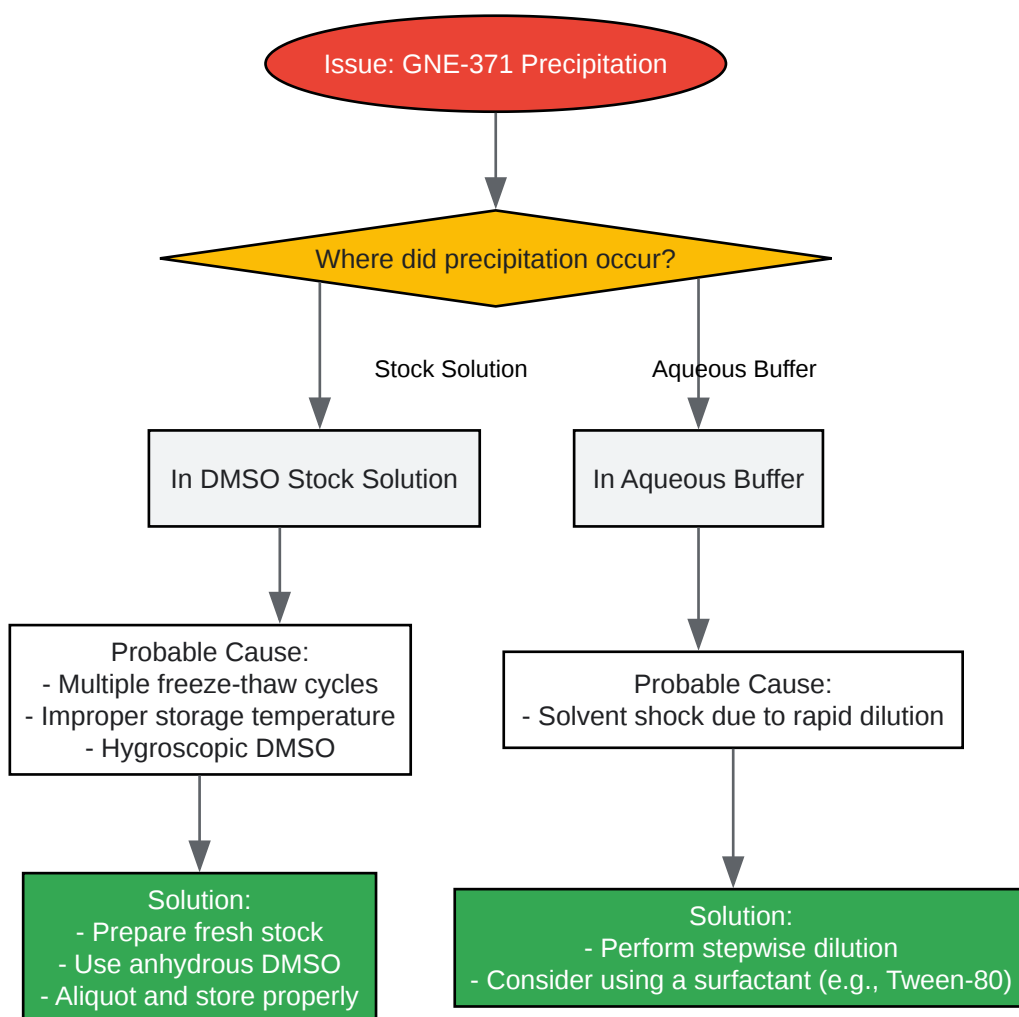 Issue: GNE-371 Precipitation
Where did precipitation occur?
Stock Solution
Aqueous Buffer
In DMSO Stock Solution
In Aqueous Buffer
Probable Cause:
- Multiple freeze-thaw cycles
- Improper storage temperature
- Hygroscopic DMSO
Probable Cause:
- Solvent shock due to rapid dilution
Solution:
- Prepare fresh stock
- Use anhydrous DMSO
- Aliquot and store properly
Solution:
- Perform stepwise dilution
- Consider using a surfactant (e.g., Tween-80)